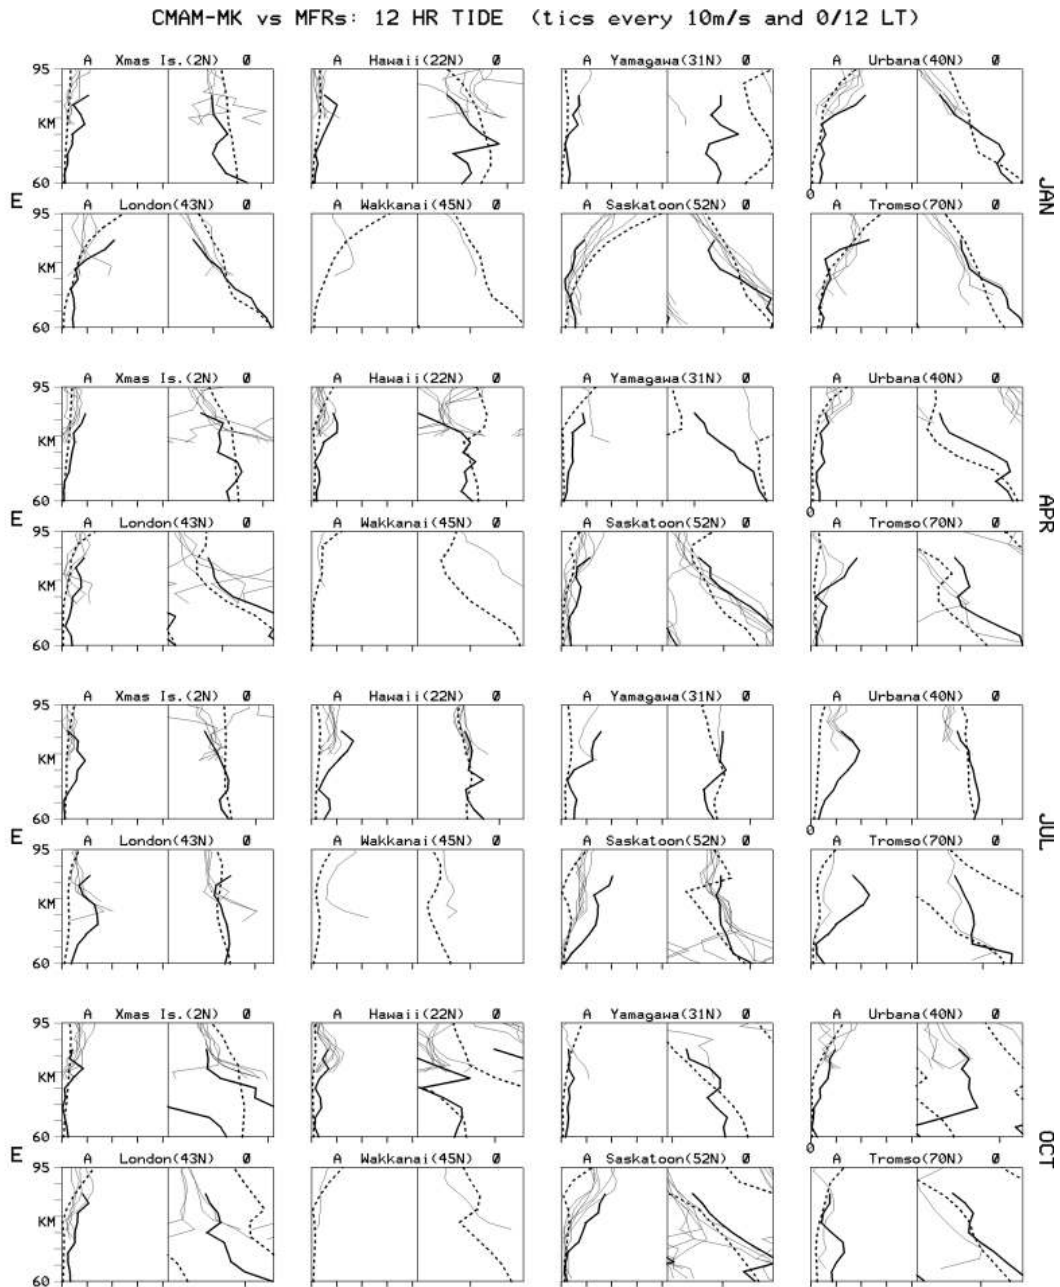 CMAM-MK vs MFRs: 12 HR TIDE (tics every 10m/s and 0/12 LT)
A Xmas Is.(2N) Ø A Hawaii(22N) Ø A Yamagawa(31N) Ø A Urbana(40N) Ø
95
KM
60
0
E
JAN
A London(43N) Ø A Wakkanai(45N) Ø A Saskatoon(52N) Ø A Tromso(70N) Ø
95
KM
60
A Xmas Is.(2N) Ø A Hawaii(22N) Ø A Yamagawa(31N) Ø A Urbana(40N) Ø
95
KM
60
0
E
APR
A London(43N) Ø A Wakkanai(45N) Ø A Saskatoon(52N) Ø A Tromso(70N) Ø
95
KM
60
A Xmas Is.(2N) Ø A Hawaii(22N) Ø A Yamagawa(31N) Ø A Urbana(40N) Ø
95
KM
60
0
E
JUL
A London(43N) Ø A Wakkanai(45N) Ø A Saskatoon(52N) Ø A Tromso(70N) Ø
95
KM
60
A Xmas Is.(2N) Ø A Hawaii(22N) Ø A Yamagawa(31N) Ø A Urbana(40N) Ø
95
KM
60
0
E
OCT
A London(43N) Ø A Wakkanai(45N) Ø A Saskatoon(52N) Ø A Tromso(70N) Ø
95
KM
60